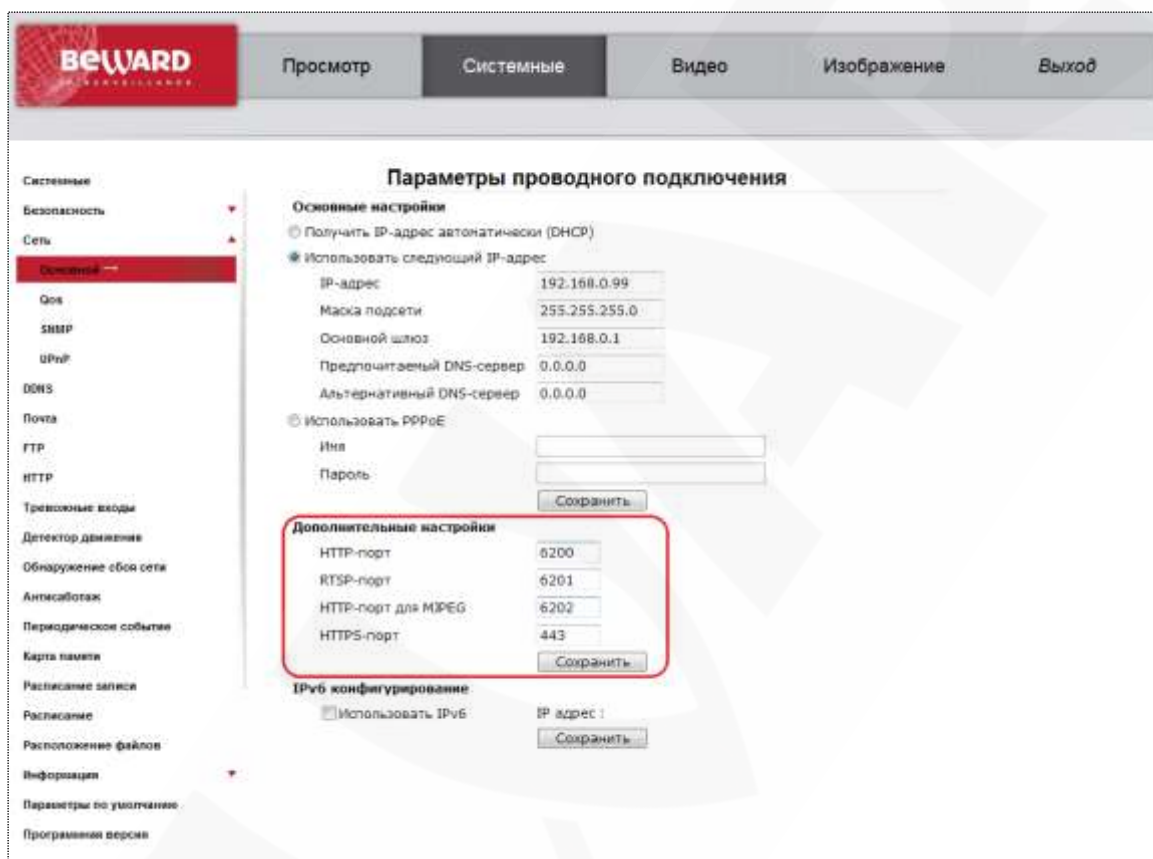 BEWARD
Просмотр
Системные
Видео
Изображение
Выход
Системные
Безопасность
Сеть
Основной
Qos
SNMP
UPnP
DDNS
Почта
FTP
HTTP
Тревожные входы
Детектор движения
Обнаружение сбоя сети
Антисаботаж
Периодическое событие
Карта памяти
Расписание записи
Расписание
Расположение файлов
Информация
Параметры по умолчанию
Программная версия
Параметры проводного подключения
Основные настройки
Получить IP-адрес автоматически (DHCP)
Использовать следующий IP-адрес
IP-адрес 192.168.0.99
Маска подсети 255.255.255.0
Основной шлюз 192.168.0.1
Предпочитаемый DNS-сервер 0.0.0.0
Альтернативный DNS-сервер 0.0.0.0
Использовать PPPoE
Имя
Пароль
Сохранить
Дополнительные настройки
HTTP-порт 6200
RTSP-порт 6201
HTTP-порт для MJPEG 6202
HTTPS-порт 443
Сохранить
IPv6 конфигурирование
Использовать IPv6 IP адрес :
Сохранить